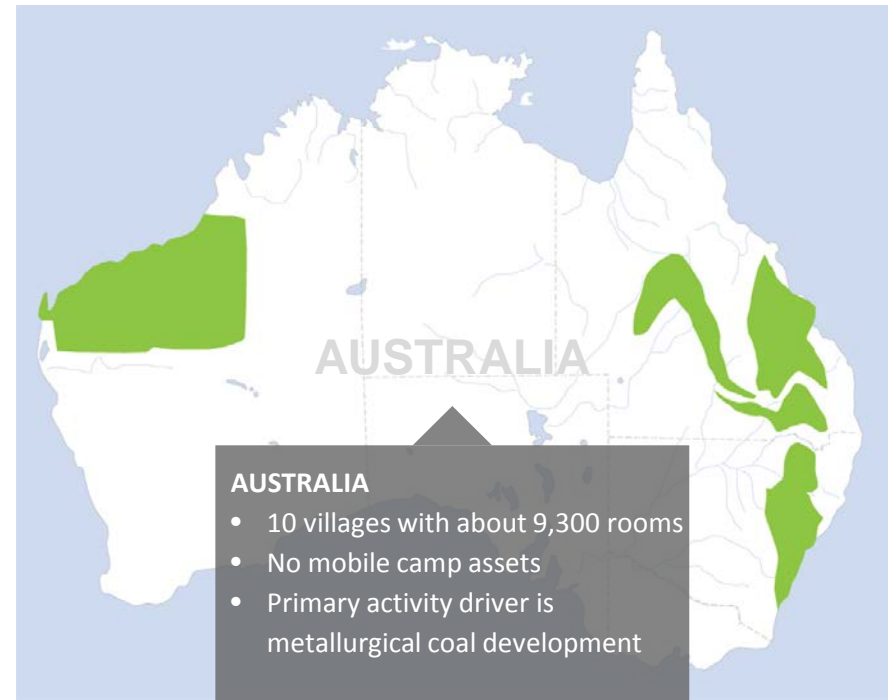 AUSTRALIA
AUSTRALIA
• 10 villages with about 9,300 rooms
• No mobile camp assets
• Primary activity driver is
metallurgical coal development